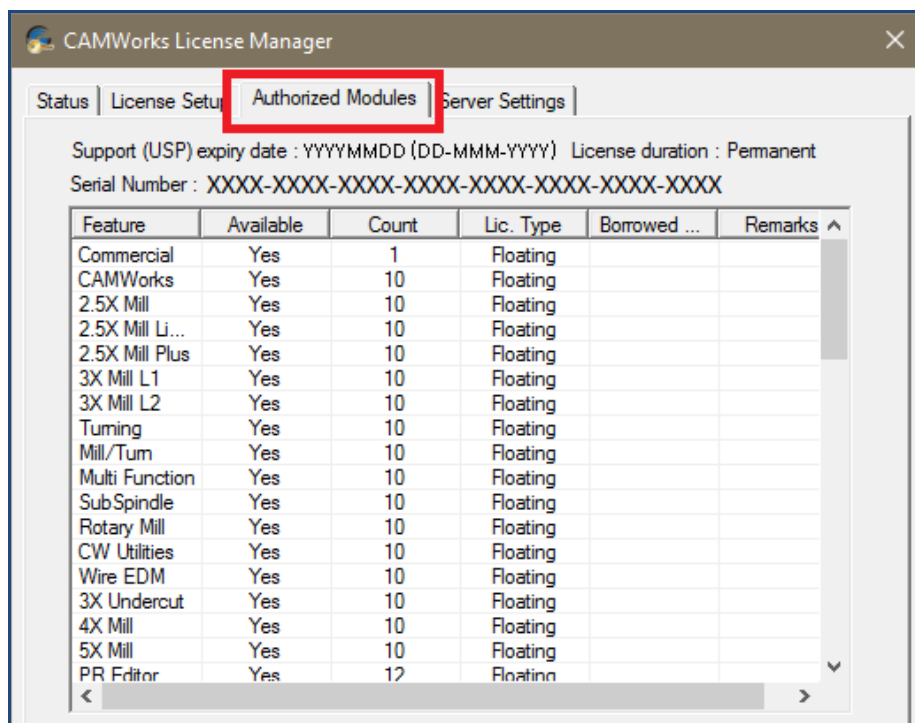 CAMWorks License Manager
Status License Setup Authorized Modules Server Settings
Support (USP) expiry date : YYYYMMDD (DD-MMM-YYYY) License duration : Permanent
Serial Number : XXXX-XXXX-XXXX-XXXX-XXXX-XXXX-XXXX-XXXX
Feature Available Count Lic. Type Borrowed ... Remarks
Commercial Yes 1 Floating
CAMWorks Yes 10 Floating
2.5X Mill Yes 10 Floating
2.5X Mill Li... Yes 10 Floating
2.5X Mill Plus Yes 10 Floating
3X Mill L1 Yes 10 Floating
3X Mill L2 Yes 10 Floating
Turning Yes 10 Floating
Mill/Turn Yes 10 Floating
Multi Function Yes 10 Floating
SubSpindle Yes 10 Floating
Rotary Mill Yes 10 Floating
CW Utilities Yes 10 Floating
Wire EDM Yes 10 Floating
3X Undercut Yes 10 Floating
4X Mill Yes 10 Floating
5X Mill Yes 10 Floating
PR Editor Yes 12 Floating